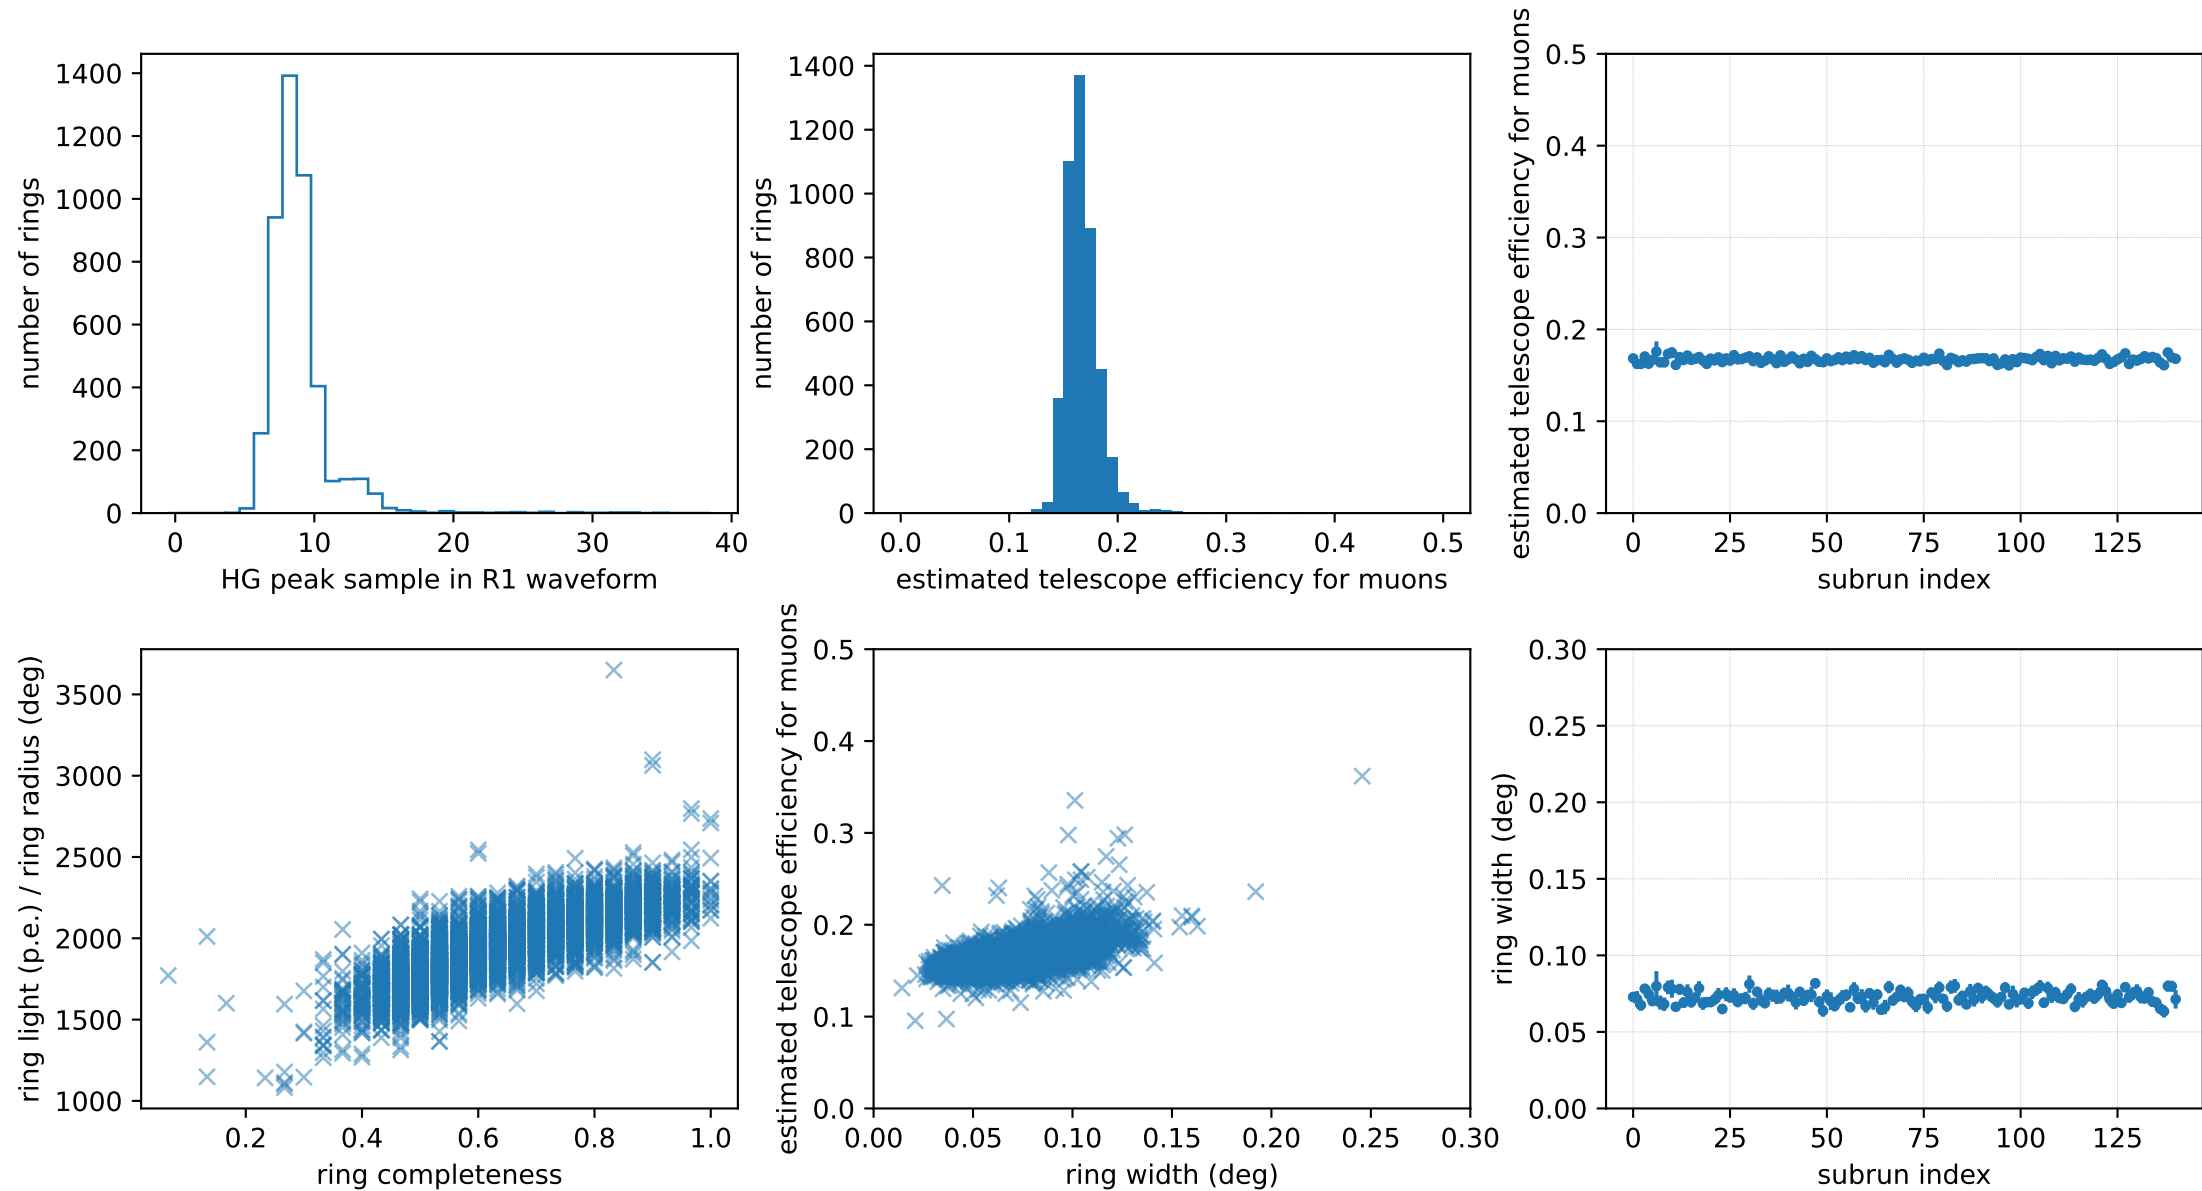 1400
1200
1000
800
600
400
200
0
number of rings
0 10 20 30 40
HG peak sample in R1 waveform
1400
1200
1000
800
600
400
200
0
number of rings
0.0 0.1 0.2 0.3 0.4 0.5
estimated telescope efficiency for muons
0.5
0.4
0.3
0.2
0.1
0.0
estimated telescope efficiency for muons
0 25 50 75 100 125
subrun index
3500
3000
2500
2000
1500
1000
ring light (p.e.) / ring radius (deg)
0.2 0.4 0.6 0.8 1.0
ring completeness
0.5
0.4
0.3
0.2
0.1
0.0
estimated telescope efficiency for muons
0.00 0.05 0.10 0.15 0.20 0.25 0.30
ring width (deg)
0.30
0.25
0.20
0.15
0.10
0.05
0.00
ring width (deg)
0 25 50 75 100 125
subrun index